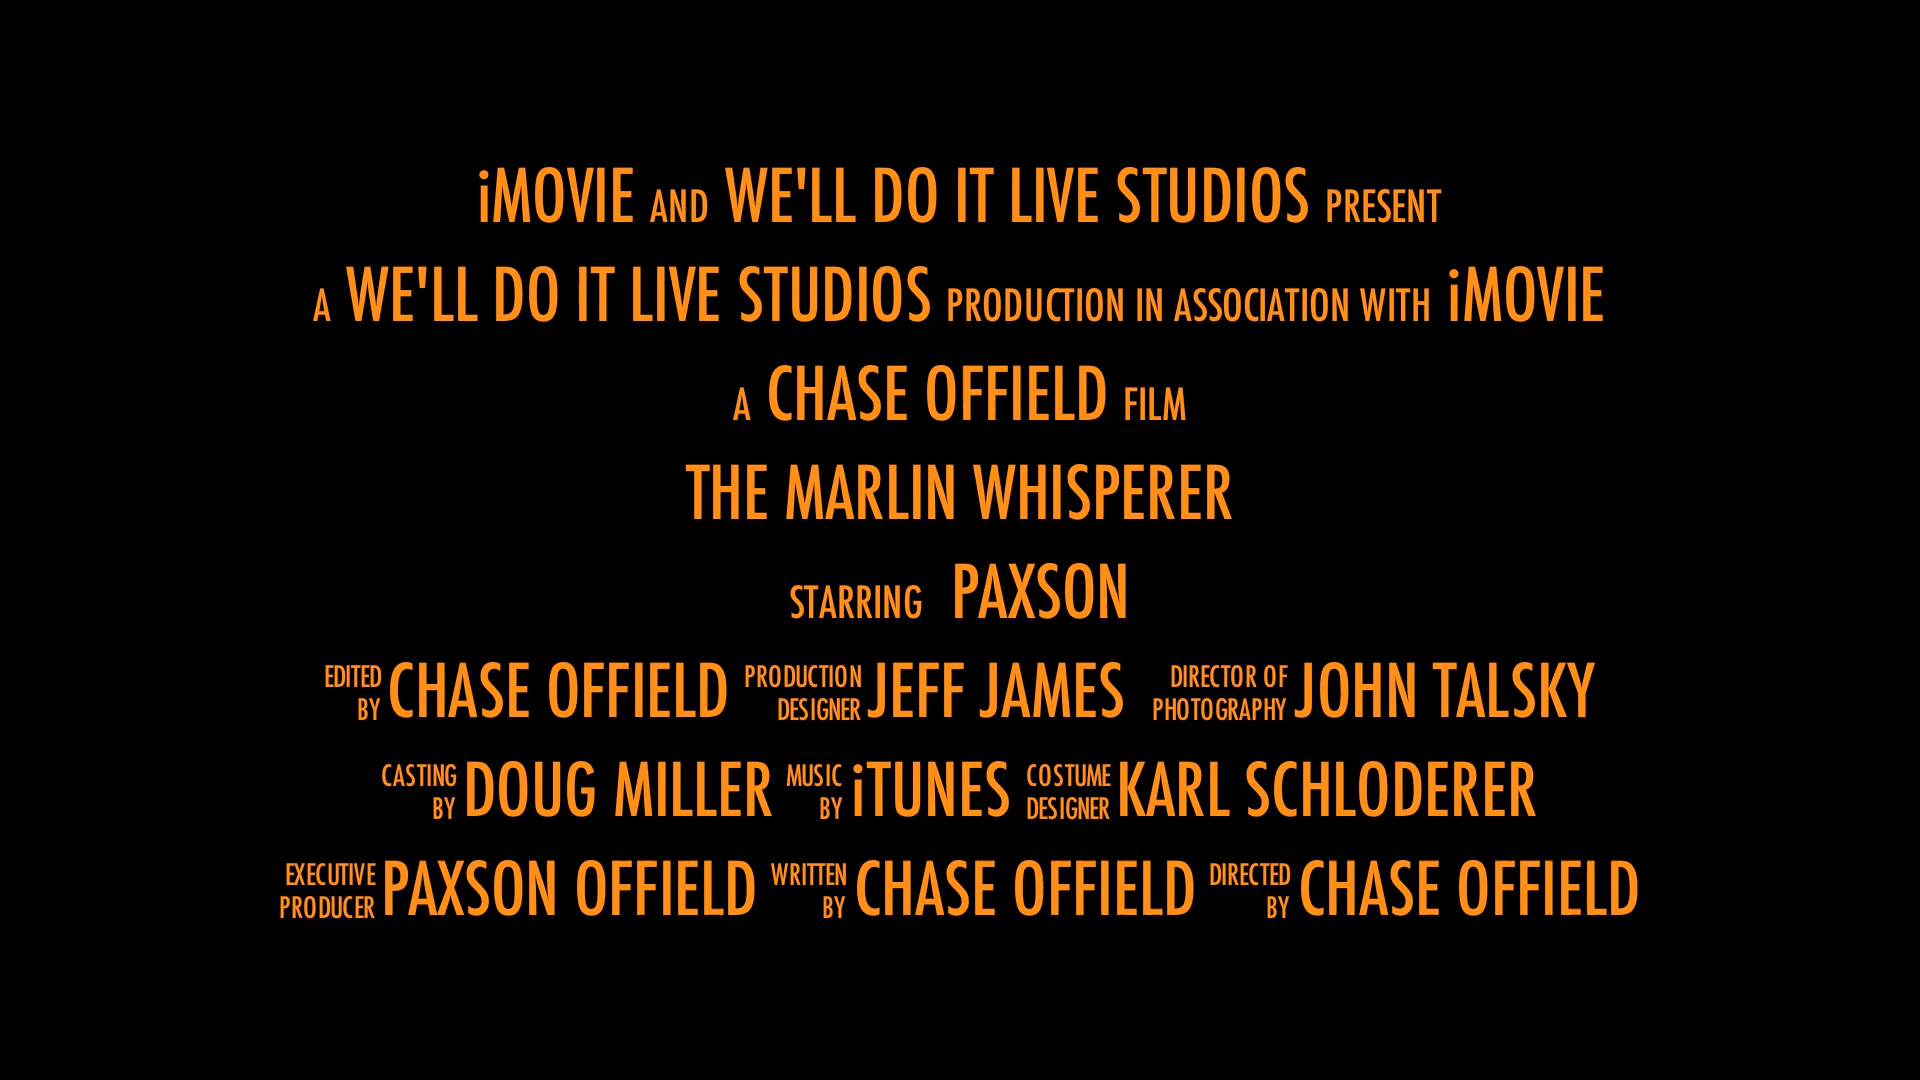 iMOVIE AND WE'LL DO IT LIVE STUDIOS PRESENT
A WE'LL DO IT LIVE STUDIOS PRODUCTION IN ASSOCIATION WITH iMOVIE
A CHASE OFFIELD FILM
THE MARLIN WHISPERER
STARRING PAXSON
EDITED BY CHASE OFFIELD PRODUCTION DESIGNER JEFF JAMES DIRECTOR OF PHOTOGRAPHY JOHN TALSKY
CASTING BY DOUG MILLER MUSIC BY iTUNES COSTUME DESIGNER KARL SCHLODERER
EXECUTIVE PRODUCER PAXSON OFFIELD WRITTEN BY CHASE OFFIELD DIRECTED BY CHASE OFFIELD